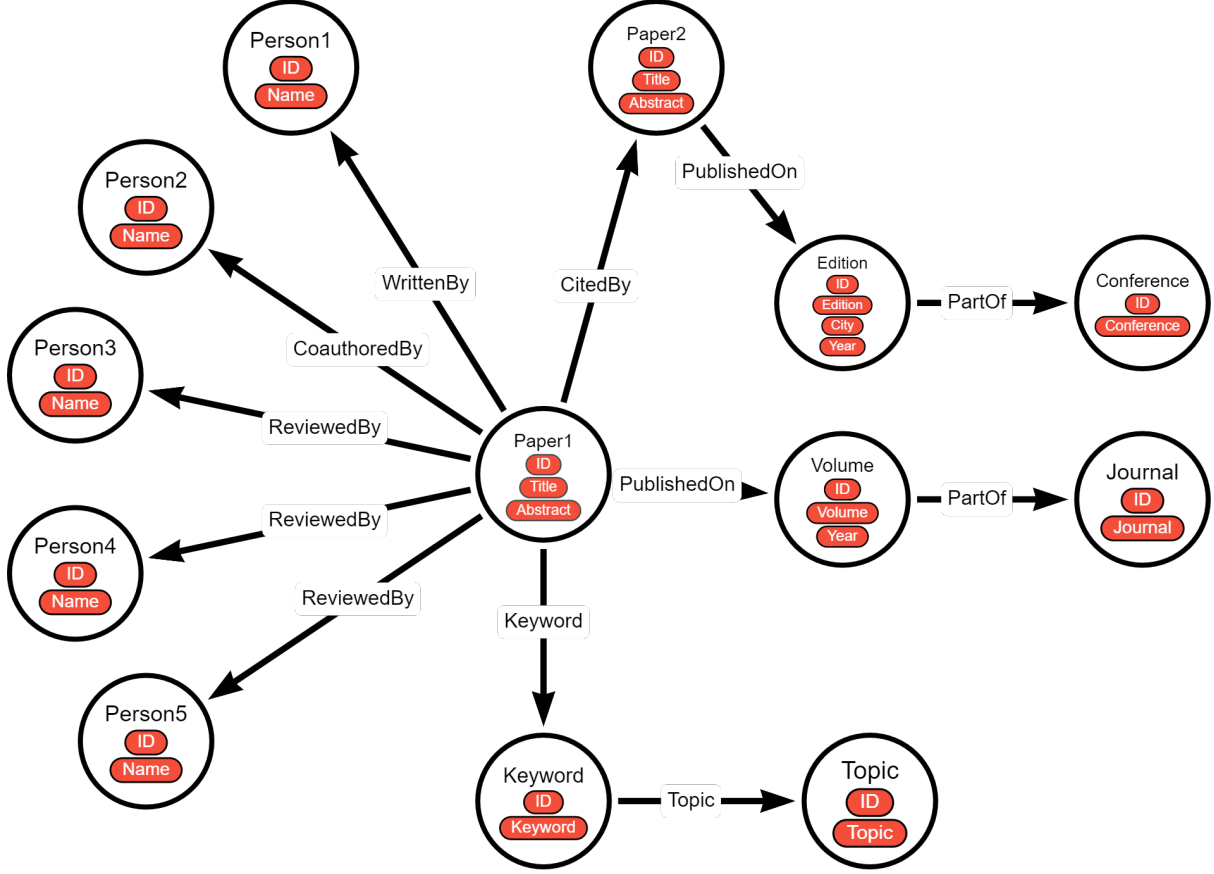 Person1
ID
Name
Paper2
ID
Title
Abstract
Person2
ID
Name
PublishedOn
WrittenBy
CitedBy
Edition
ID
Edition
City
Year
PartOf
Conference
ID
Conference
Person3
ID
Name
CoauthoredBy
ReviewedBy
Paper1
ID
Title
Abstract
PublishedOn
Volume
ID
Volume
Year
PartOf
Journal
ID
Journal
Person4
ID
Name
ReviewedBy
ReviewedBy
Keyword
Person5
ID
Name
Keyword
ID
Keyword
Topic
Topic
ID
Topic